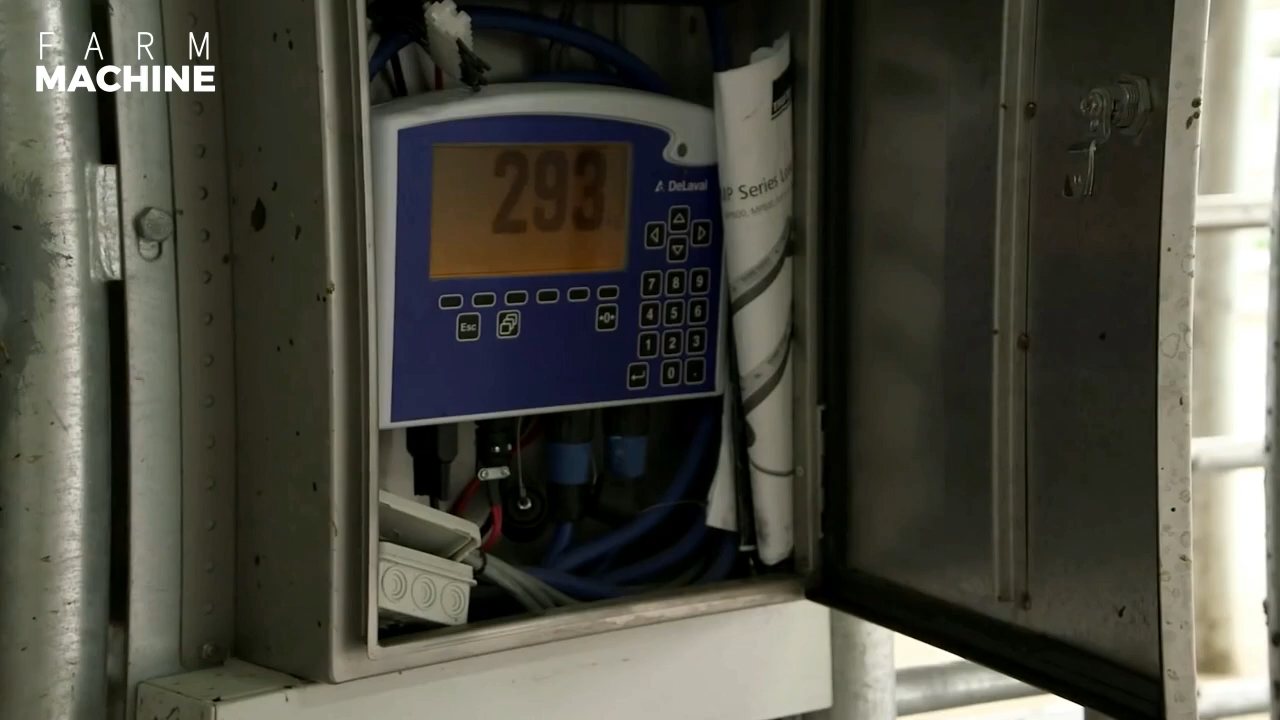 FARM
MACHINE
293
DeLaval
7 8 9
Esc
4 5 6
1 2 3
0 .
Series